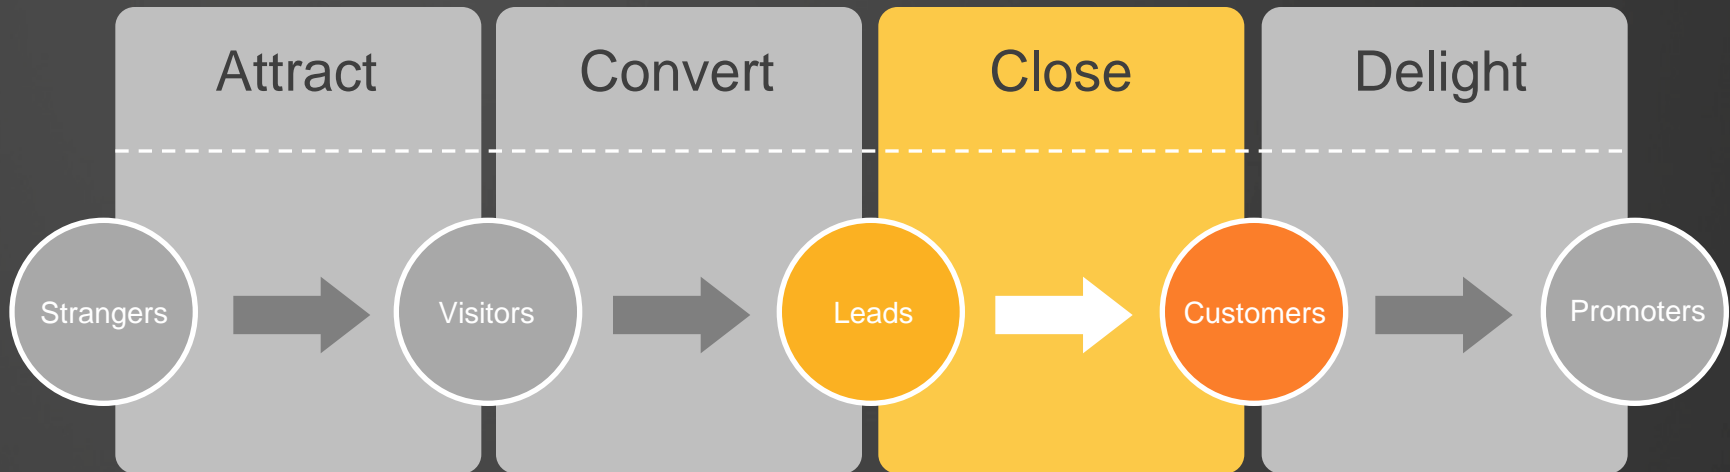 Attract
Convert
Close
Delight
Strangers
Visitors
Leads
Customers
Promoters